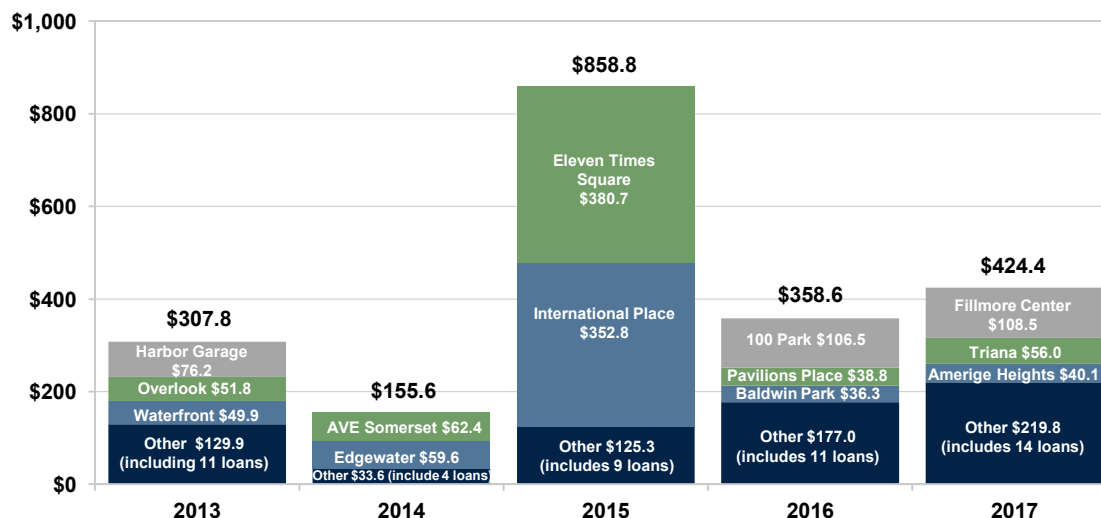 $1,000
$800
$600
$400
$200
$0
$307.8
Harbor Garage
$76.2
Overlook $51.8
Waterfront $49.9
Other $129.9
(including 11 loans)
2013
$155.6
AVE Somerset $62.4
Edgewater $59.6
Other $33.6 (include 4 loans)
2014
$858.8
Eleven Times
Square
$380.7
International Place
$352.8
Other $125.3
(includes 9 loans)
2015
$358.6
100 Park $106.5
Pavilions Place $38.8
Baldwin Park $36.3
Other $177.0
(includes 11 loans)
2016
$424.4
Fillmore Center
$108.5
Triana $56.0
Amerige Heights $40.1
Other $219.8
(includes 14 loans)
2017